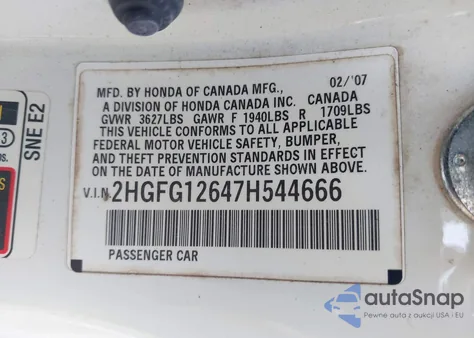 MFD. BY HONDA OF CANADA MFG., 02/'07
A DIVISION OF HONDA CANADA INC. CANADA
GVWR 3627LBS GAWR F 1940LBS R 1709LBS
THIS VEHICLE CONFORMS TO ALL APPLICABLE
FEDERAL MOTOR VEHICLE SAFETY, BUMPER,
AND THEFT PREVENTION STANDARDS IN EFFECT
ON THE DATE OF MANUFACTURE SHOWN ABOVE.
V.I.N. 2HGFG12647H544666
PASSENGER CAR
SNE E2
3
autoSnap
Pewne auta z aukcji USA i EU